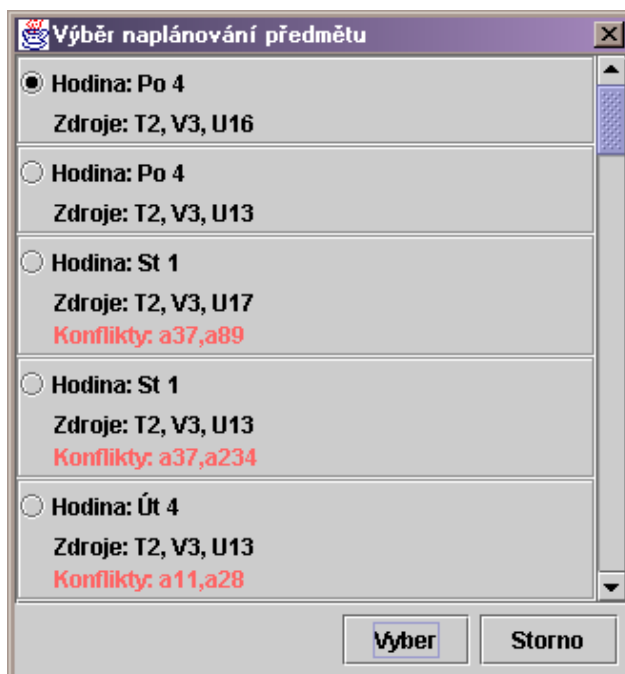 Výběr naplánování předmětu
Hodina: Po 4
Zdroje: T2, V3, U16
Hodina: Po 4
Zdroje: T2, V3, U13
Hodina: St 1
Zdroje: T2, V3, U17
Konflikty: a37,a89
Hodina: St 1
Zdroje: T2, V3, U13
Konflikty: a37,a234
Hodina: Út 4
Zdroje: T2, V3, U13
Konflikty: a11,a28
Vyber Storno